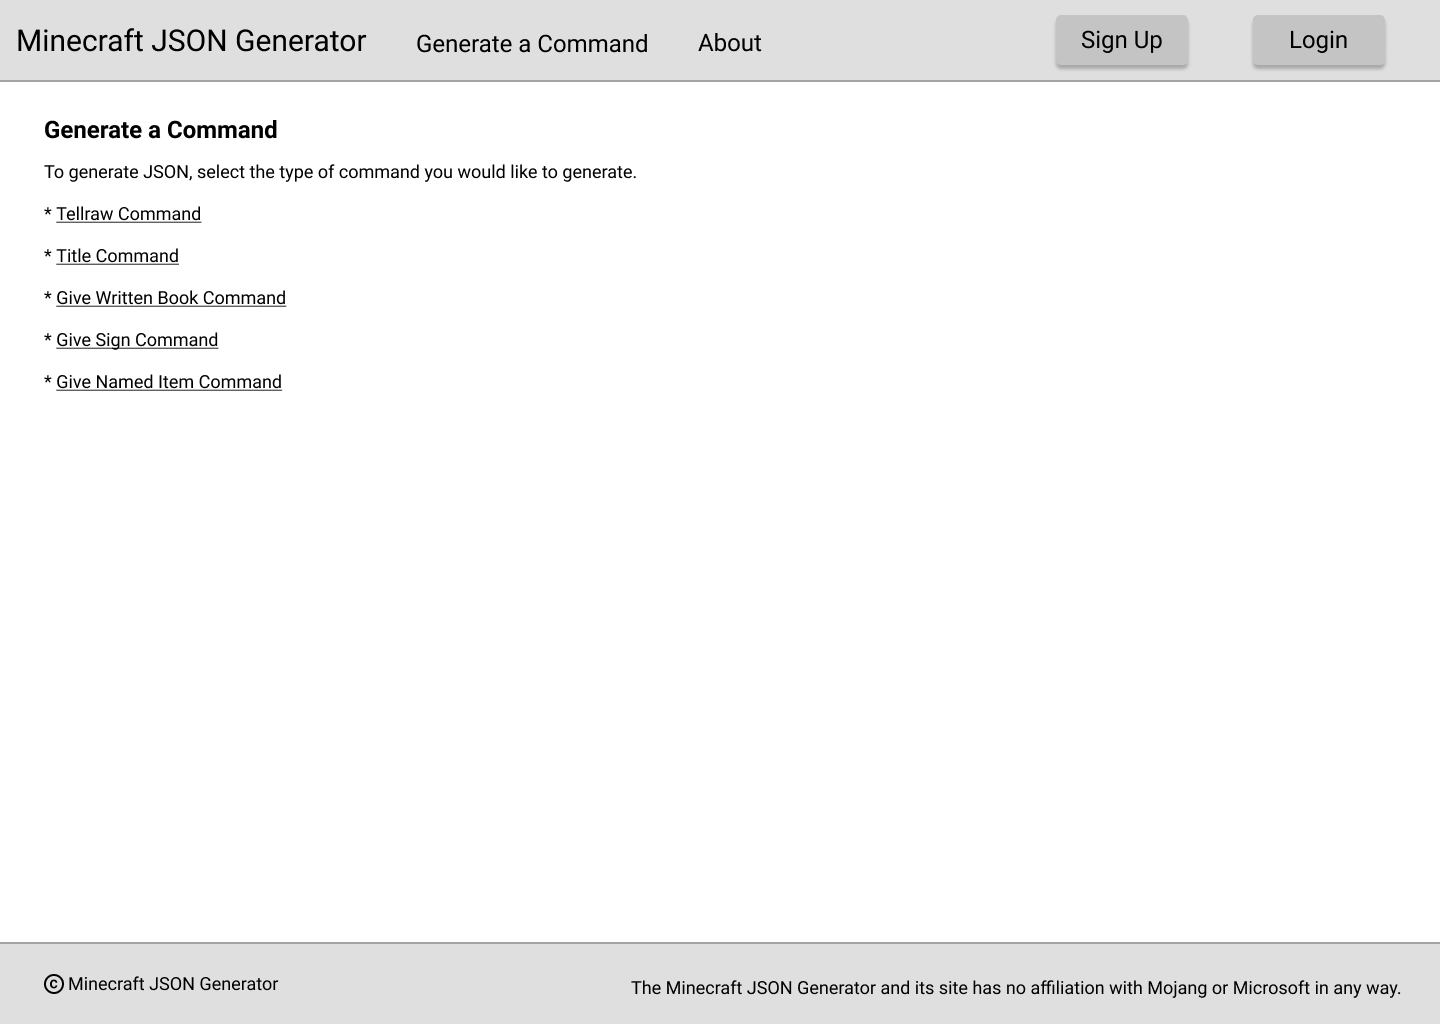 Minecraft JSON Generator Generate a Command About Sign Up Login
Generate a Command
To generate JSON, select the type of command you would like to generate.
* Tellraw Command
* Title Command
* Give Written Book Command
* Give Sign Command
* Give Named Item Command
© Minecraft JSON Generator The Minecraft JSON Generator and its site has no affiliation with Mojang or Microsoft in any way.